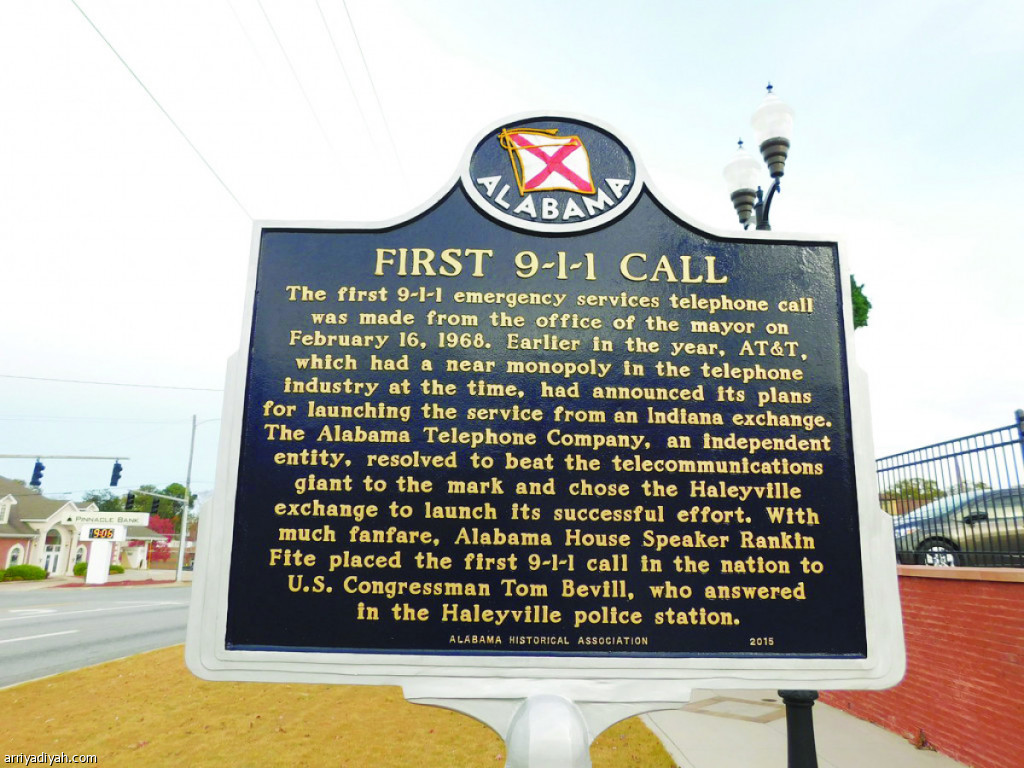 ALABAMA
FIRST 9-1-1 CALL
The first 9-1-1 emergency services telephone call
was made from the office of the mayor on
February 16, 1968. Earlier in the year, AT&T,
which had a near monopoly in the telephone
industry at the time, had announced its plans
for launching the service from an Indiana exchange.
The Alabama Telephone Company, an independent
entity, resolved to beat the telecommunications
giant to the mark and chose the Haleyville
exchange to launch its successful effort. With
much fanfare, Alabama House Speaker Rankin
Fite placed the first 9-1-1 call in the nation to
U.S. Congressman Tom Bevill, who answered
in the Haleyville police station.
ALABAMA HISTORICAL ASSOCIATION 2015
PINNACLE BANK
arriyadiyah.com